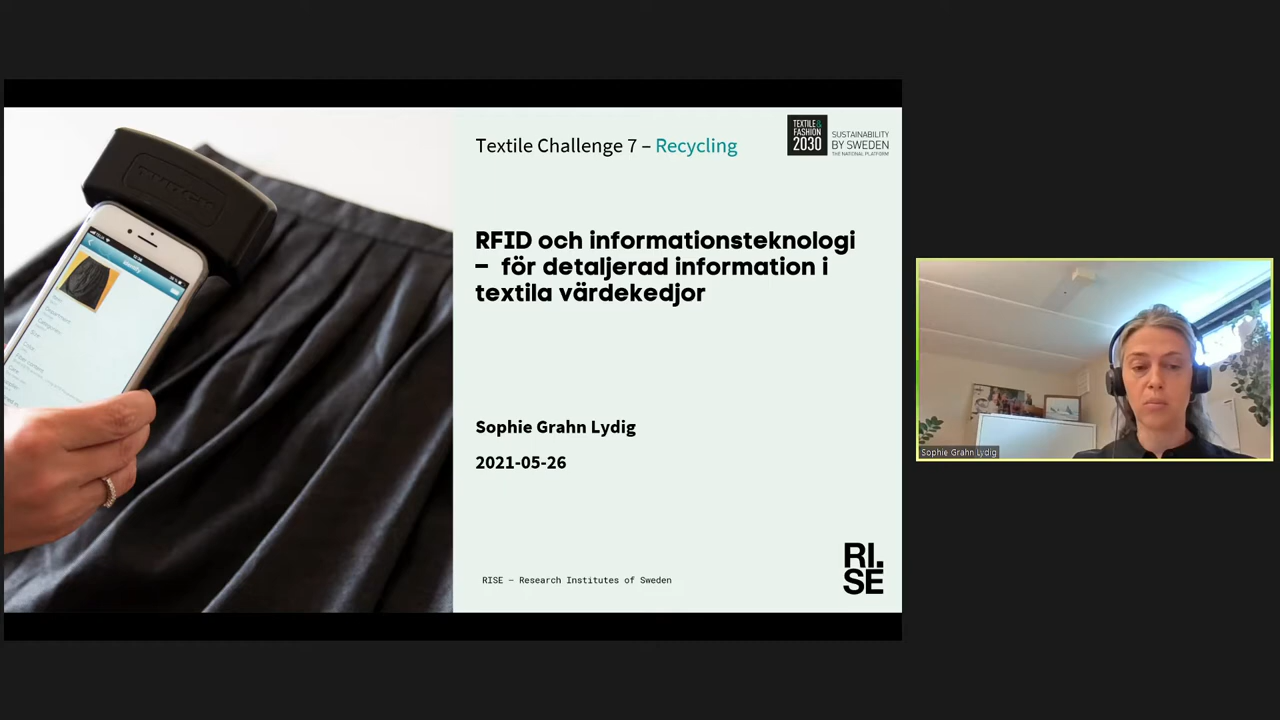 Textile Challenge 7 – Recycling
TEXTILE&
FASHION
2030
SUSTAINABILITY
BY SWEDEN
THE NATIONAL PLATFORM
RFID och informationsteknologi
– för detaljerad information i
textila värdekedjor
Sophie Grahn Lydig
2021-05-26
RISE – Research Institutes of Sweden
RI.
SE
Sophie Grahn Lydig